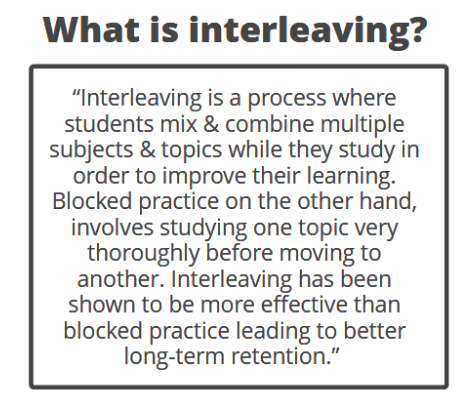 What is interleaving?
“Interleaving is a process where
students mix & combine multiple
subjects & topics while they study in
order to improve their learning.
Blocked practice on the other hand,
involves studying one topic very
thoroughly before moving to
another. Interleaving has been
shown to be more effective than
blocked practice leading to better
long-term retention.”